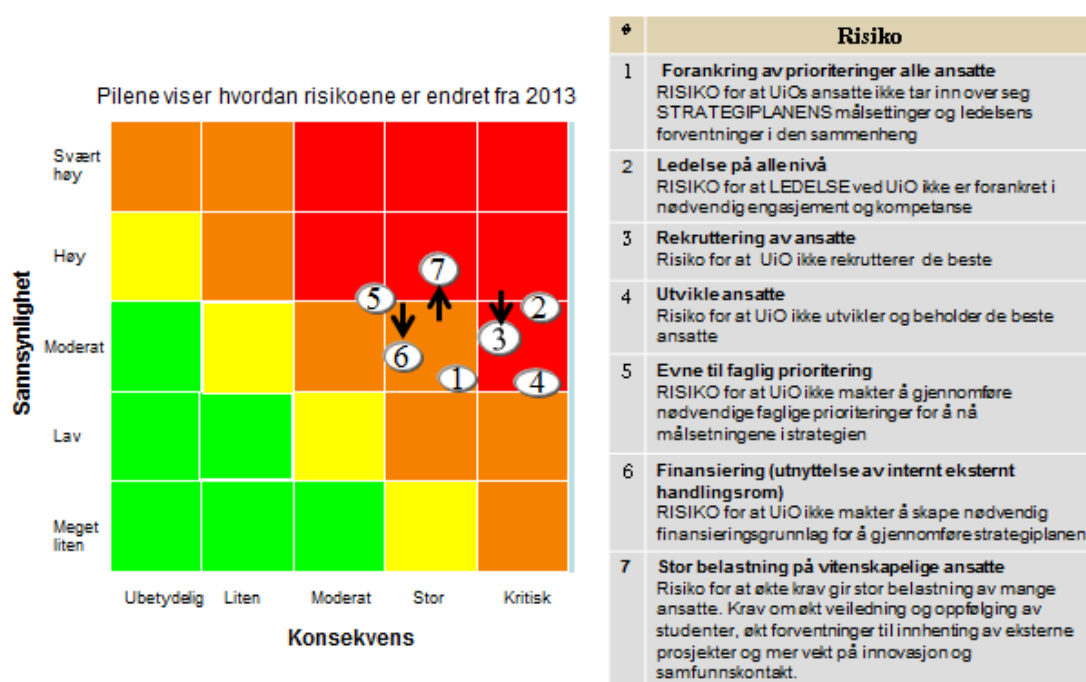 Pilene viser hvordan risikoene er endret fra 2013
Sannsynlighet
Svært
høy
Høy
Moderat
Lav
Meget
liten
7
5
2
3
6
1
4
Ubetydelig Liten Moderat Stor Kritisk
Konsekvens
# Risiko
1 Forankring av prioriteringer alle ansatte
RISIKO for at UiOs ansatte ikke tar inn over seg
STRATEGIPLANENS målsettinger og ledelsens
forventninger i den sammenheng
2 Ledelse på alle nivå
RISIKO for at LEDELSE ved UiO ikke er forankret i
nødvendig engasjement og kompetanse
3 Rekruttering av ansatte
Risiko for at UiO ikke rekrutterer de beste
4 Utvikle ansatte
Risiko for at UiO ikke utvikler og beholder de beste
ansatte
5 Evne til faglig prioritering
RISIKO for at UiO ikke makter å gjennomføre
nødvendige faglige prioriteringer for å nå
målsetningene i strategien
6 Finansiering (utnyttelse av internt eksternt
handlingsrom)
RISIKO for at UiO ikke makter å skape nødvendig
finansieringsgrunnlag for å gjennomføre strategiplanen
7 Stor belastning på vitenskapelige ansatte
Risiko for at økte krav gir stor belastning av mange
ansatte. Krav om økt veiledning og oppfølging av
studenter, økt forventninger til innhenting av eksterne
prosjekter og mer vekt på innovasjon og
samfunnskontakt.